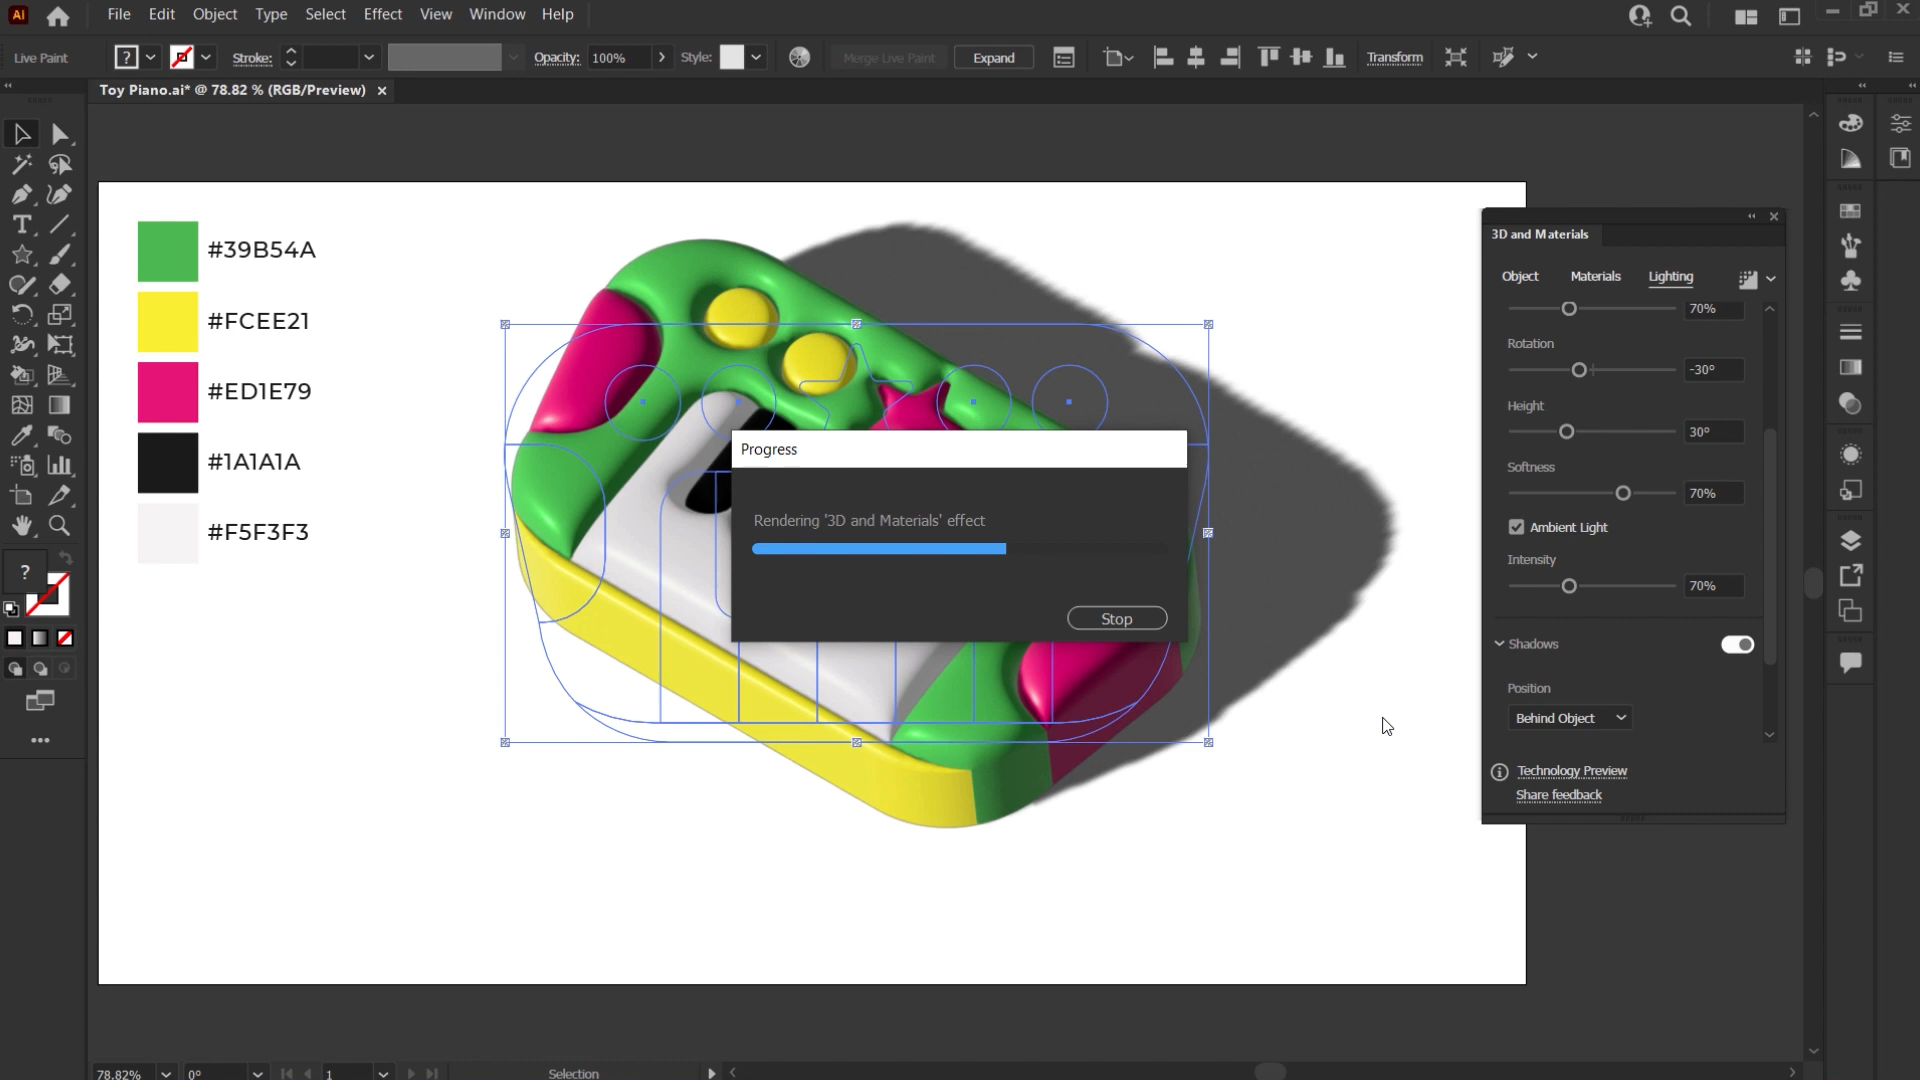 Ai
File Edit Object Type Select Effect View Window Help
Live Paint ? Stroke: Opacity: 100% Style: Merge Live Paint Expand Transform
Toy Piano.ai* @ 78.82 % (RGB/Preview)
#39B54A
#FCEE21
#ED1E79
#1A1A1A
#F5F3F3
?
Progress
Rendering '3D and Materials' effect
Stop
3D and Materials
Object Materials Lighting
70%
Rotation
-30°
Height
30°
Softness
70%
Ambient Light
Intensity
70%
Shadows
Position
Behind Object
Technology Preview
Share feedback
78.82% 0° 1 Selection